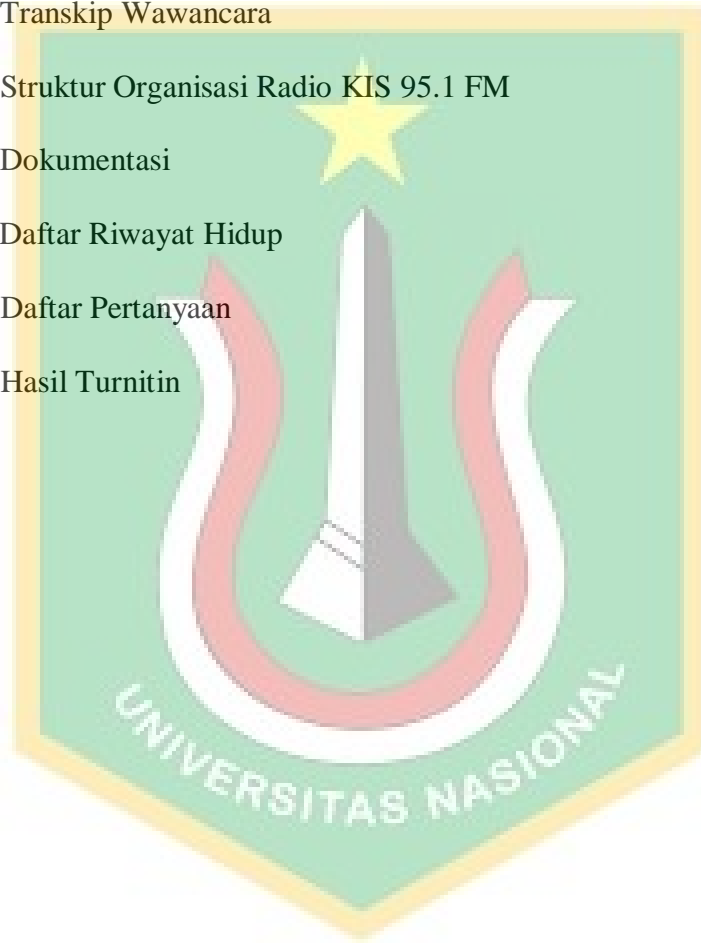 Transkip Wawancara
Struktur Organisasi Radio KIS 95.1 FM
Dokumentasi
Daftar Riwayat Hidup
Daftar Pertanyaan
Hasil Turnitin
UNIVERSITAS NASIONAL